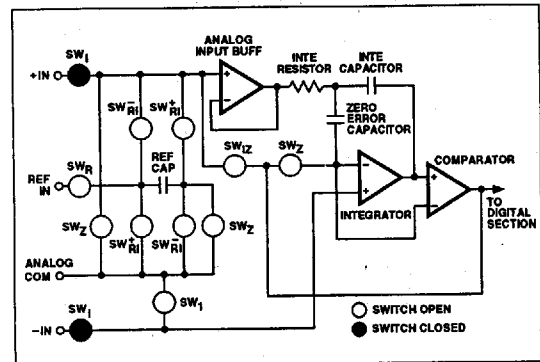 ANALOG
INPUT BUFF
INTE
RESISTOR
INTE
CAPACITOR
SWI
+IN
SW-RI
SW+RI
ZERO
ERROR
CAPACITOR
REF
IN
SWR
REF
CAP
SWIZ
SWZ
COMPARATOR
INTEGRATOR
TO
DIGITAL
SECTION
SWZ
SW+RI
SW-RI
SWZ
ANALOG
COM
SW1
SWI
-IN
SWITCH OPEN
SWITCH CLOSED
+
-
-
+
+
-